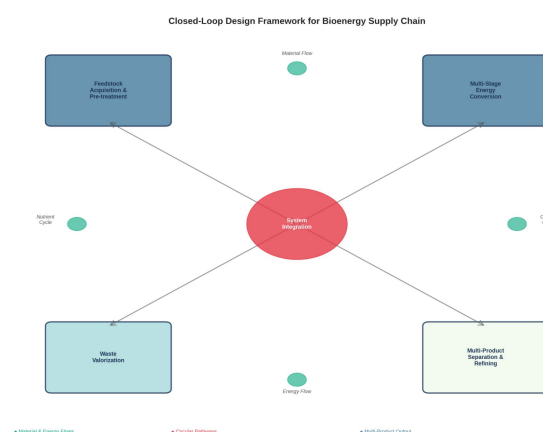 Closed-Loop Design Framework for Bioenergy Supply Chain
Material Flow
Feedstock
Acquisition &
Pre-treatment
Multi-Stage
Energy
Conversion
Nutrient
Cycle
System
Integration
Waste
Valorization
Multi-Product
Separation &
Refining
Energy Flow
● Material & Energy Flows
● Circular Pathways
● Multi-Product Output